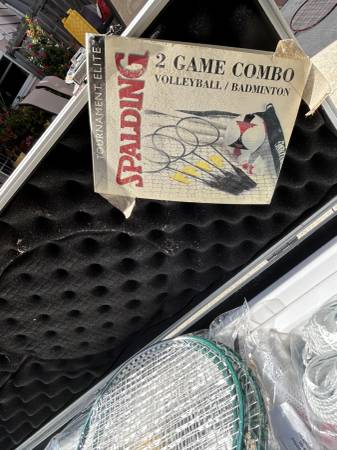 TOURNAMENT ELITE
SPALDING
2 GAME COMBO
VOLLEYBALL / BADMINTON